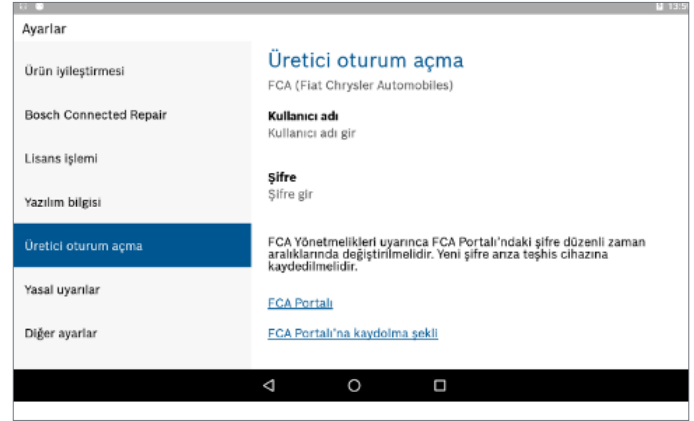 13:59
Ayarlar
Ürün iyileştirmesi
Bosch Connected Repair
Lisans işlemi
Yazılım bilgisi
Üretici oturum açma
Yasal uyarılar
Diğer ayarlar
Üretici oturum açma
FCA (Fiat Chrysler Automobiles)
Kullanıcı adı
Kullanıcı adı gir
Şifre
Şifre gir
FCA Yönetmelikleri uyarınca FCA Portalı'ndaki şifre düzenli zaman
aralıklarında değiştirilmelidir. Yeni şifre arıza teşhis cihazına
kaydedilmelidir.
FCA Portalı
FCA Portalı'na kaydolma şekli